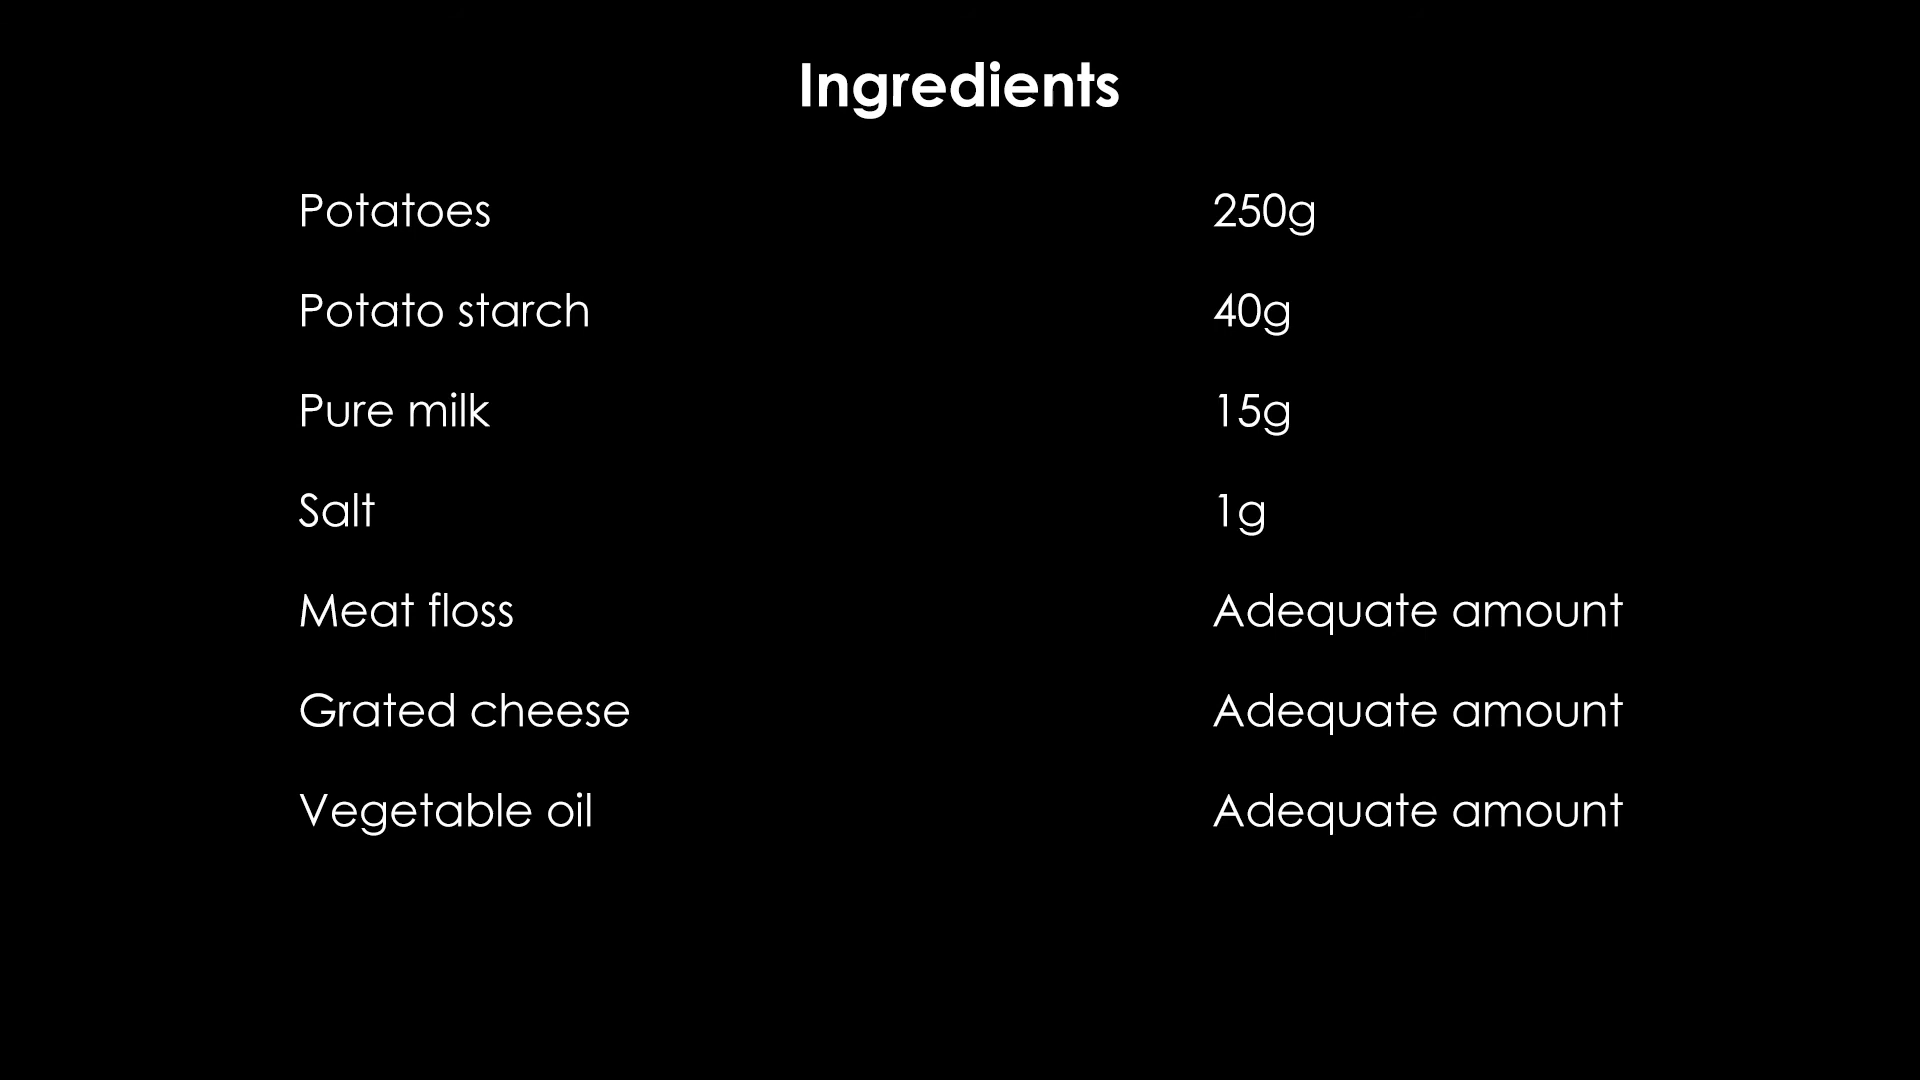 Ingredients
Potatoes 250g
Potato starch 40g
Pure milk 15g
Salt 1g
Meat floss Adequate amount
Grated cheese Adequate amount
Vegetable oil Adequate amount